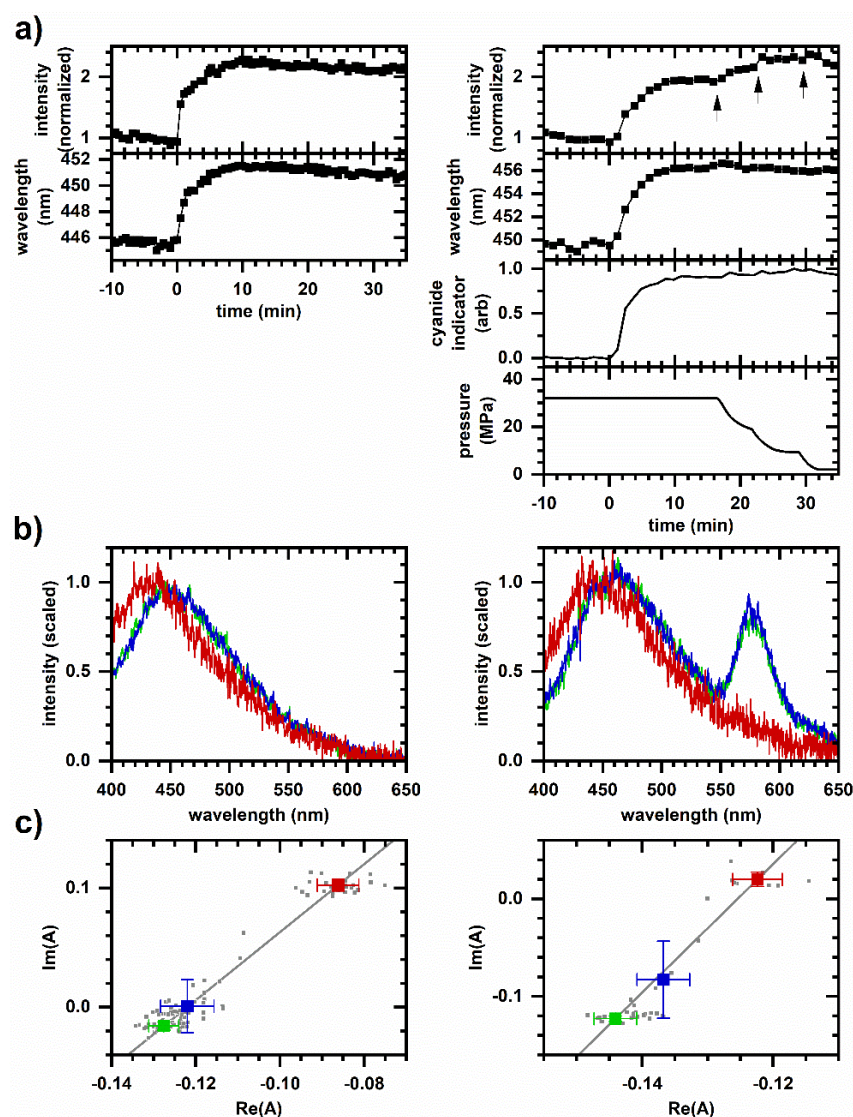 a)
intensity
(normalized)
2
1
wavelength
(nm)
452
450
448
446
-10 0 10 20 30
time (min)
intensity
(normalized)
2
1
wavelength
(nm)
456
454
452
450
cyanide
indicator
(arb)
1.0
0.5
0.0
pressure
(MPa)
40
20
0
-10 0 10 20 30
time (min)
b)
intensity (scaled)
1.0
0.5
0.0
400 450 500 550 600 650
wavelength (nm)
intensity (scaled)
1.0
0.5
0.0
400 450 500 550 600 650
wavelength (nm)
c)
Im(A)
0.1
0.0
-0.14 -0.12 -0.10 -0.08
Re(A)
Im(A)
0.0
-0.1
-0.14 -0.12
Re(A)